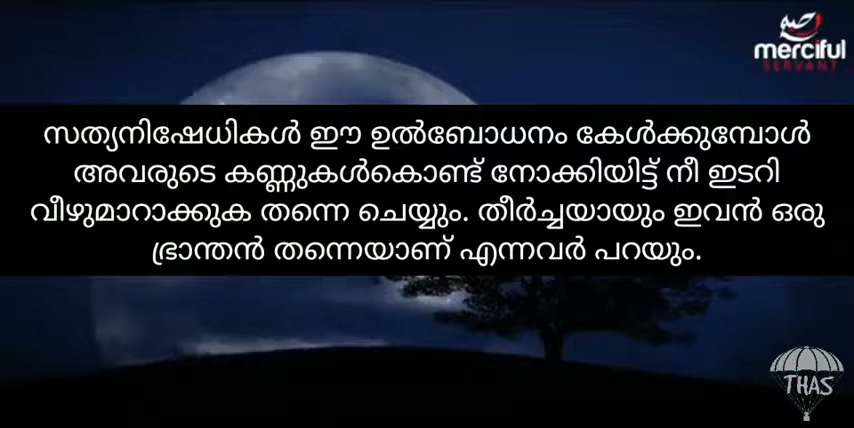 merciful
SERVANT
സത്യനിഷേധികൾ ഈ ഉൽബോധനം കേൾക്കുമ്പോൾ
അവരുടെ കണ്ണുകൾകൊണ്ട് നോക്കിയിട്ട് നീ ഇടറി
വീഴുമാറാക്കുക തന്നെ ചെയ്യും. തീർച്ചയായും ഇവൻ ഒരു
ഭ്രാന്തൻ തന്നെയാണ് എന്നവർ പറയും.
THAS